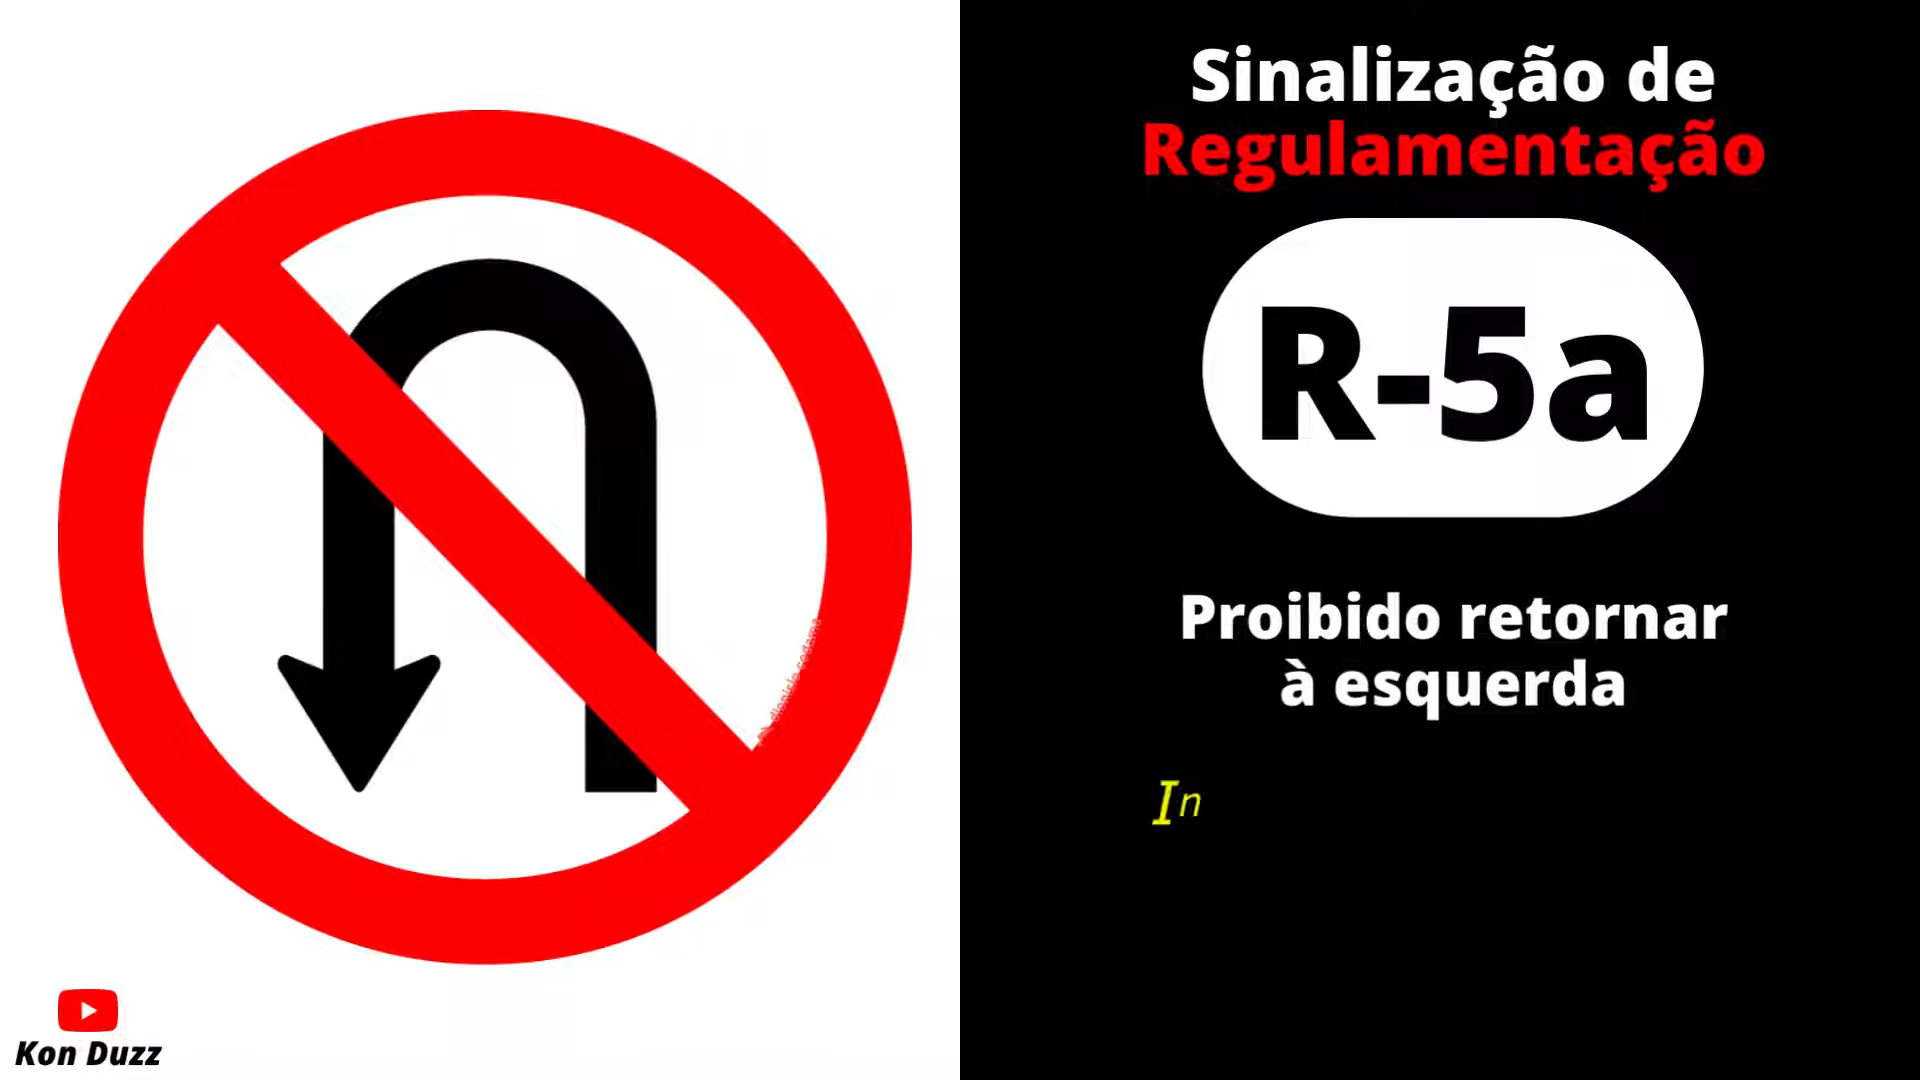 Sinalização de
Regulamentação
R-5a
Proibido retornar
à esquerda
In
Kon Duzz